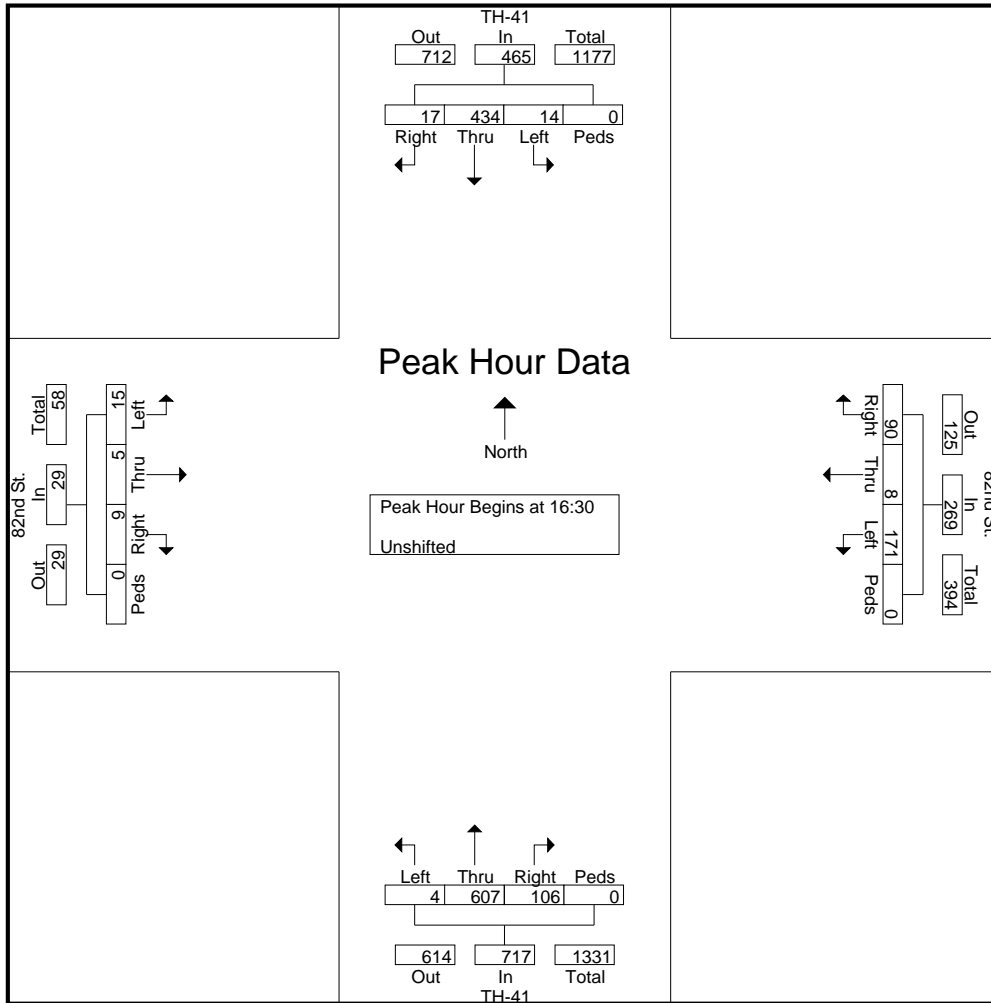 TH-41
Out In Total
712 465 1177
17 434 14 0
Right Thru Left Peds
Peak Hour Data
North
Peak Hour Begins at 16:30
Unshifted
82nd St.
Total In Out
58 29 29
15 5 9 0
Left Thru Right Peds
82nd St.
Out In Total
125 269 394
90 8 171 0
Right Thru Left Peds
Left Thru Right Peds
4 607 106 0
614 717 1331
Out In Total
TH-41